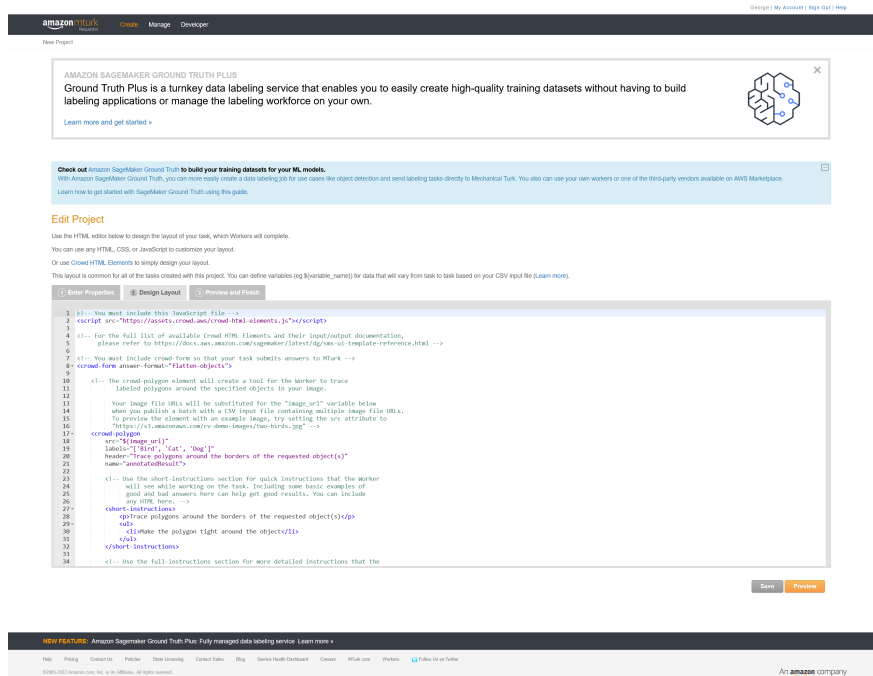 George | My Account | Sign Out | Help
amazon mturk
Requester
Create Manage Developer
New Project
AMAZON SAGEMAKER GROUND TRUTH PLUS
Ground Truth Plus is a turnkey data labeling service that enables you to easily create high-quality training datasets without having to build
labeling applications or manage the labeling workforce on your own.
Learn more and get started »
Check out Amazon SageMaker Ground Truth to build your training datasets for your ML models.
With Amazon SageMaker Ground Truth, you can more easily create a data labeling job for use cases like object detection and send labeling tasks directly to Mechanical Turk. You also can use your own workers or one of the third-party vendors available on AWS Marketplace.
Learn how to get started with SageMaker Ground Truth using this guide.
Edit Project
Use the HTML editor below to design the layout of your task, which Workers will complete.
You can use any HTML, CSS, or JavaScript to customize your layout.
Or use Crowd HTML Elements to simply design your layout.
This layout is common for all of the tasks created with this project. You can define variables (eg ${variable_name}) for data that will vary from task to task based on your CSV input file (Learn more).
1 Enter Properties 2 Design Layout 3 Preview and Finish
1 <!-- You must include this JavaScript file -->
2 <script src="https://assets.crowd.aws/crowd-html-elements.js"></script>
3
4 <!-- For the full list of available Crowd HTML Elements and their input/output documentation,
5 please refer to https://docs.aws.amazon.com/sagemaker/latest/dg/sms-ui-template-reference.html -->
6
7 <!-- You must include crowd-form so that your task submits answers to MTurk -->
8 <crowd-form answer-format="flatten-objects">
9
10 <!-- The crowd-polygon element will create a tool for the Worker to trace
11 labeled polygons around the specified objects in your image.
12
13 Your image file URLs will be substituted for the "image_url" variable below
14 when you publish a batch with a CSV input file containing multiple image file URLs.
15 To preview the element with an example image, try setting the src attribute to
16 "https://s3.amazonaws.com/cv-demo-images/two-birds.jpg" -->
17 <crowd-polygon
18 src="${image_url}"
19 labels="['Bird', 'Cat', 'Dog']"
20 header="Trace polygons around the borders of the requested object(s)"
21 name="annotatedResult">
22
23 <!-- Use the short-instructions section for quick instructions that the Worker
24 will see while working on the task. Including some basic examples of
25 good and bad answers here can help get good results. You can include
26 any HTML here. -->
27 <short-instructions>
28 <p>Trace polygons around the borders of the requested object(s)</p>
29 <ul>
30 <li>Make the polygon tight around the object</li>
31 </ul>
32 </short-instructions>
33
34 <!-- Use the full-instructions section for more detailed instructions that the
Save Preview
NEW FEATURE: Amazon Sagemaker Ground Truth Plus: Fully managed data labeling service Learn more »
Help Pricing Contact Us Policies State Licensing Contact Sales Blog Service Health Dashboard Careers MTurk.com Workers Follow Us on Twitter
©2005-2022 Amazon.com, Inc. or its Affiliates. All rights reserved.
An amazon company